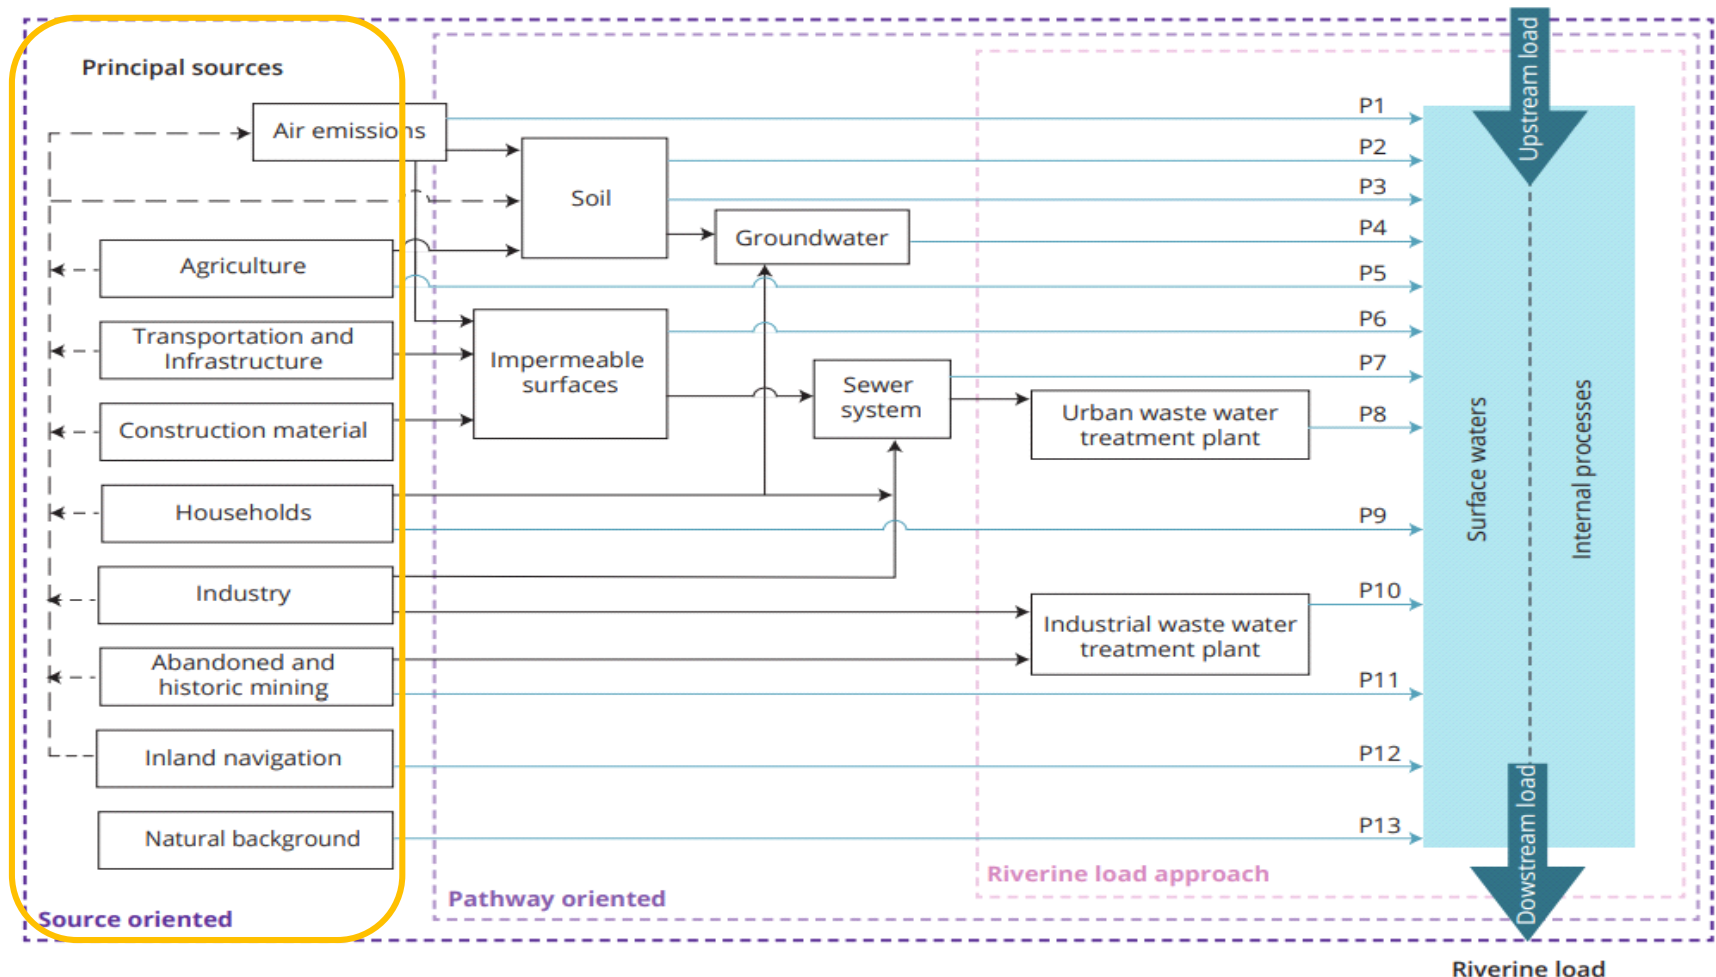 Principal sources
Air emissions
Soil
Groundwater
Agriculture
Transportation and
Infrastructure
Impermeable
surfaces
Construction material
Sewer
system
Urban waste water
treatment plant
Households
Industry
Industrial waste water
treatment plant
Abandoned and
historic mining
Inland navigation
Natural background
P1
P2
P3
P4
P5
P6
P7
P8
P9
P10
P11
P12
P13
Upstream load
Surface waters
Internal processes
Dowstream load
Riverine load approach
Pathway oriented
Source oriented
Riverine load